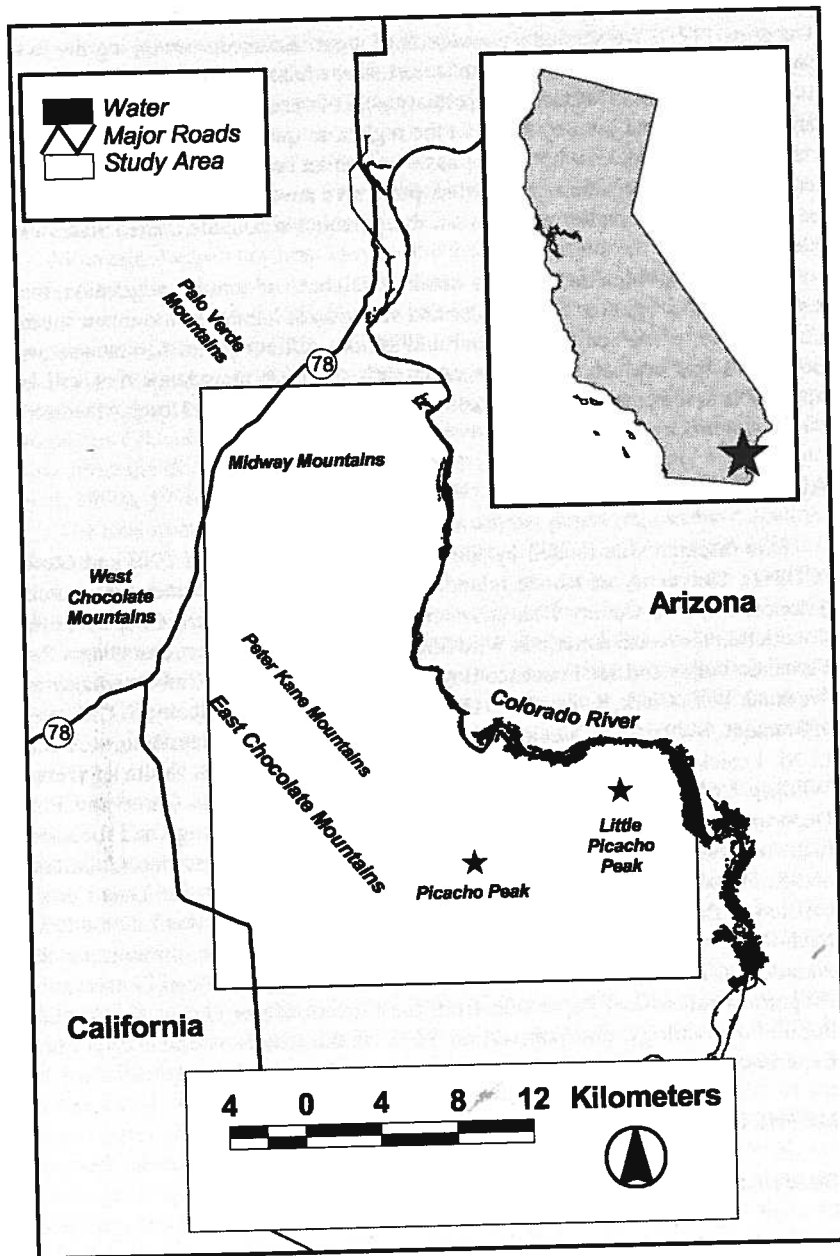 Water
Major Roads
Study Area
Palo Verde
Mountains
78
Midway Mountains
West
Chocolate
Mountains
Arizona
Peter Kane Mountains
Colorado River
East Chocolate Mountains
78
Little
Picacho
Peak
Picacho Peak
California
4 0 4 8 12 Kilometers